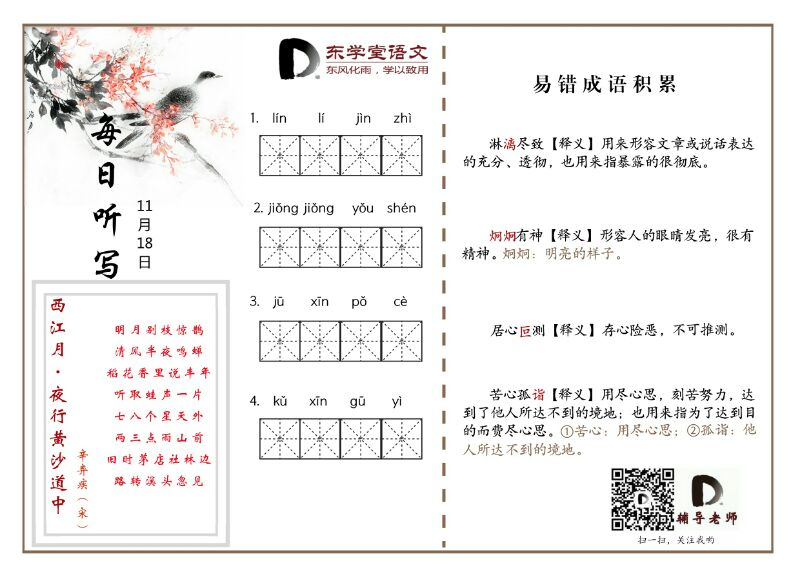 每日听写
11月18日
西江月·夜行黄沙道中
辛弃疾（宋）
明月别枝惊鹊
清风半夜鸣蝉
稻花香里说丰年
听取蛙声一片
七八个星天外
两三点雨山前
旧时茅店社林边
路转溪头忽见
东学堂语文
东风化雨，学以致用
1. lín lí jìn zhì
2. jiǒng jiǒng yǒu shén
3. jū xīn pǒ cè
4. kǔ xīn gū yì
易错成语积累
淋漓尽致【释义】用来形容文章或说话表达
的充分、透彻，也用来指暴露的很彻底。
炯炯有神【释义】形容人的眼睛发亮，很有
精神。炯炯：明亮的样子。
居心叵测【释义】存心险恶，不可推测。
苦心孤诣【释义】用尽心思，刻苦努力，达
到了他人所达不到的境地；也用来指为了达到目
的而费尽心思。①苦心：用尽心思；②孤诣：他
人所达不到的境地。
辅导老师
扫一扫，关注我哟